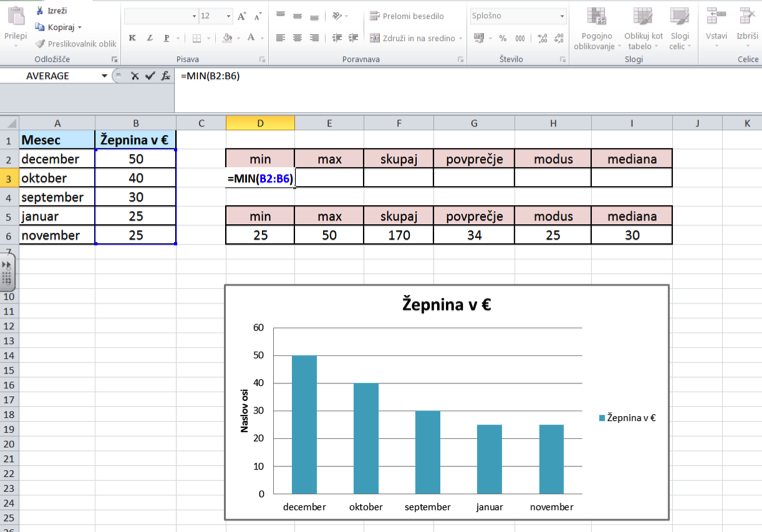 Izreži
12
Prelomi besedilo
Splošno
Prilepi
Kopiraj
Preslikovalnik oblik
K L P
A
Združi in na sredino
% 000
Pogojno oblikovanje
Oblikuj kot tabelo
Slogi celic
Vstavi
Izbriši
Odložišče
Pisava
Poravnava
Število
Slogi
Celice
AVERAGE
fx
=MIN(B2:B6)
A B C D E F G H I J K
1 Mesec Žepnina v €
2 december 50 min max skupaj povprečje modus mediana
3 oktober 40 =MIN(B2:B6)
4 september 30
5 januar 25 min max skupaj povprečje modus mediana
6 november 25 25 50 170 34 25 30
7
10
11
12
13
14
15
16
17
18
19
20
21
22
23
24
25
26
Žepnina v €
60
50
40
30
20
10
0
Naslov osi
december oktober september januar november
Žepnina v €